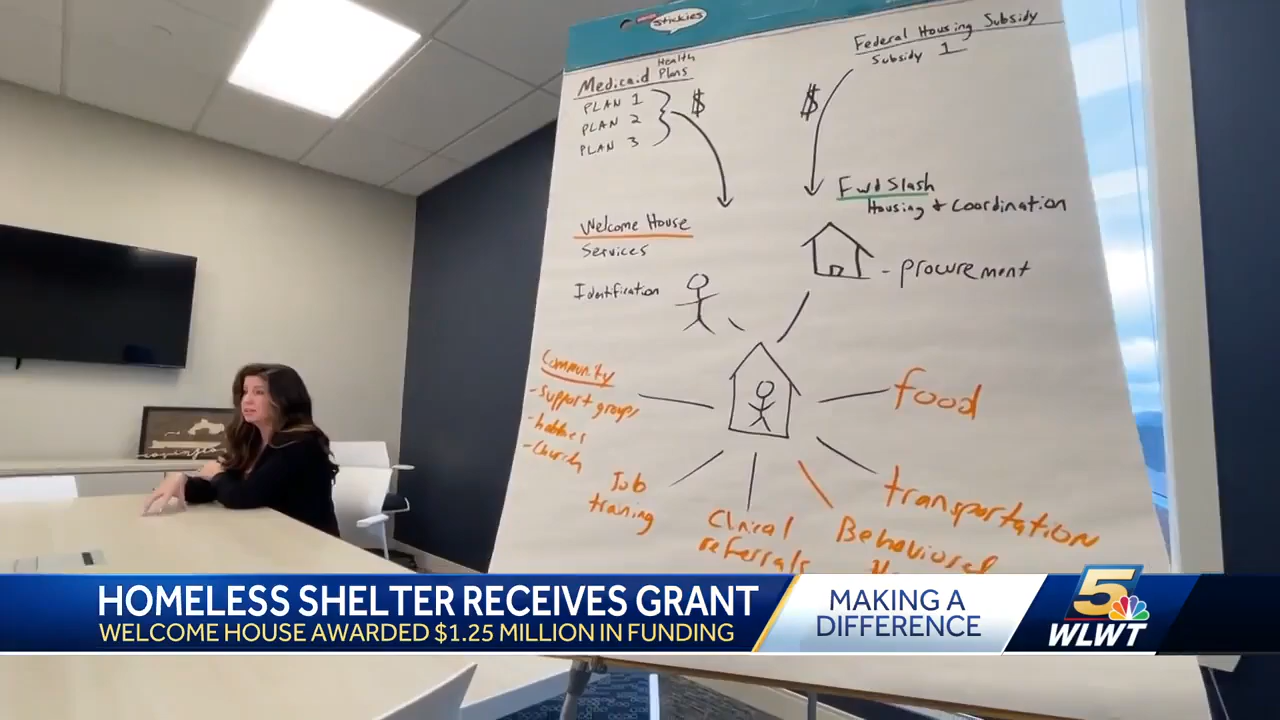 stickies
Medicaid Health Plans
PLAN 1
PLAN 2
PLAN 3
$
$
Federal Housing Subsidy
Subsidy 1
Fwd Slash
Housing & Coordination
Welcome House
Services
Identification
- procurement
Community
- support groups
- hobbies
- Church
food
Job
training
Clinical
referrals
transportation
Behavioral
HOMELESS SHELTER RECEIVES GRANT
WELCOME HOUSE AWARDED $1.25 MILLION IN FUNDING
MAKING A
DIFFERENCE
5
WLWT